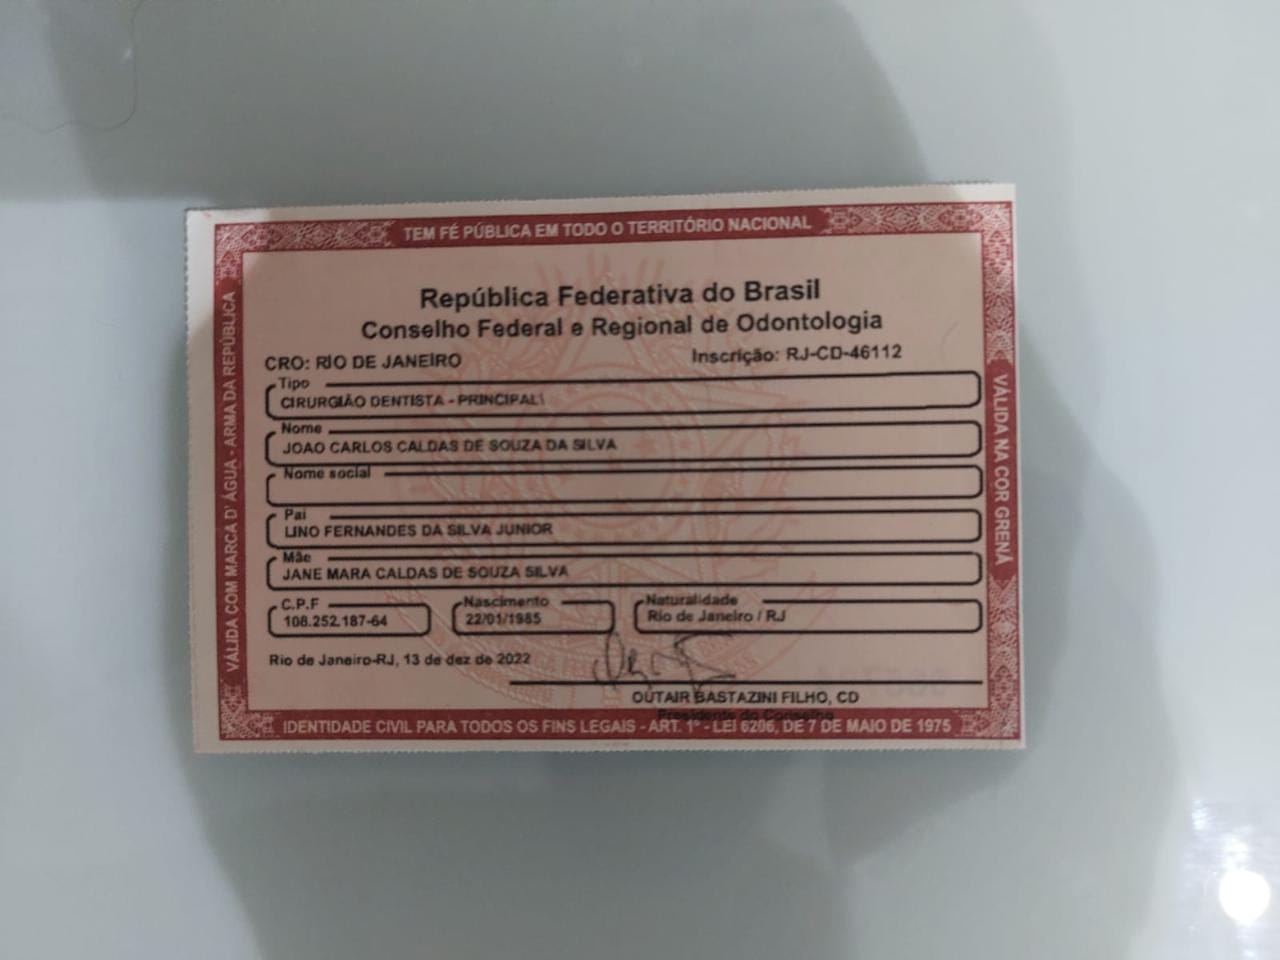 TEM FÉ PÚBLICA EM TODO O TERRITÓRIO NACIONAL
VÁLIDA COM MARCA D' ÁGUA - ARMA DA REPÚBLICA
República Federativa do Brasil
Conselho Federal e Regional de Odontologia
CRO: RIO DE JANEIRO Inscrição: RJ-CD-46112
Tipo
CIRURGIÃO DENTISTA - PRINCIPAL
Nome
JOAO CARLOS CALDAS DE SOUZA DA SILVA
Nome social
Pai
LINO FERNANDES DA SILVA JUNIOR
Mãe
JANE MARA CALDAS DE SOUZA SILVA
C.P.F Nascimento Naturalidade
108.252.187-64 22/01/1985 Rio de Janeiro / RJ
Rio de Janeiro-RJ, 13 de dez de 2022
OUTAIR BASTAZINI FILHO, CD
Presidente do Conselho
VÁLIDA NA COR GRENÁ
IDENTIDADE CIVIL PARA TODOS OS FINS LEGAIS - ART. 1º - LEI 6206, DE 7 DE MAIO DE 1975